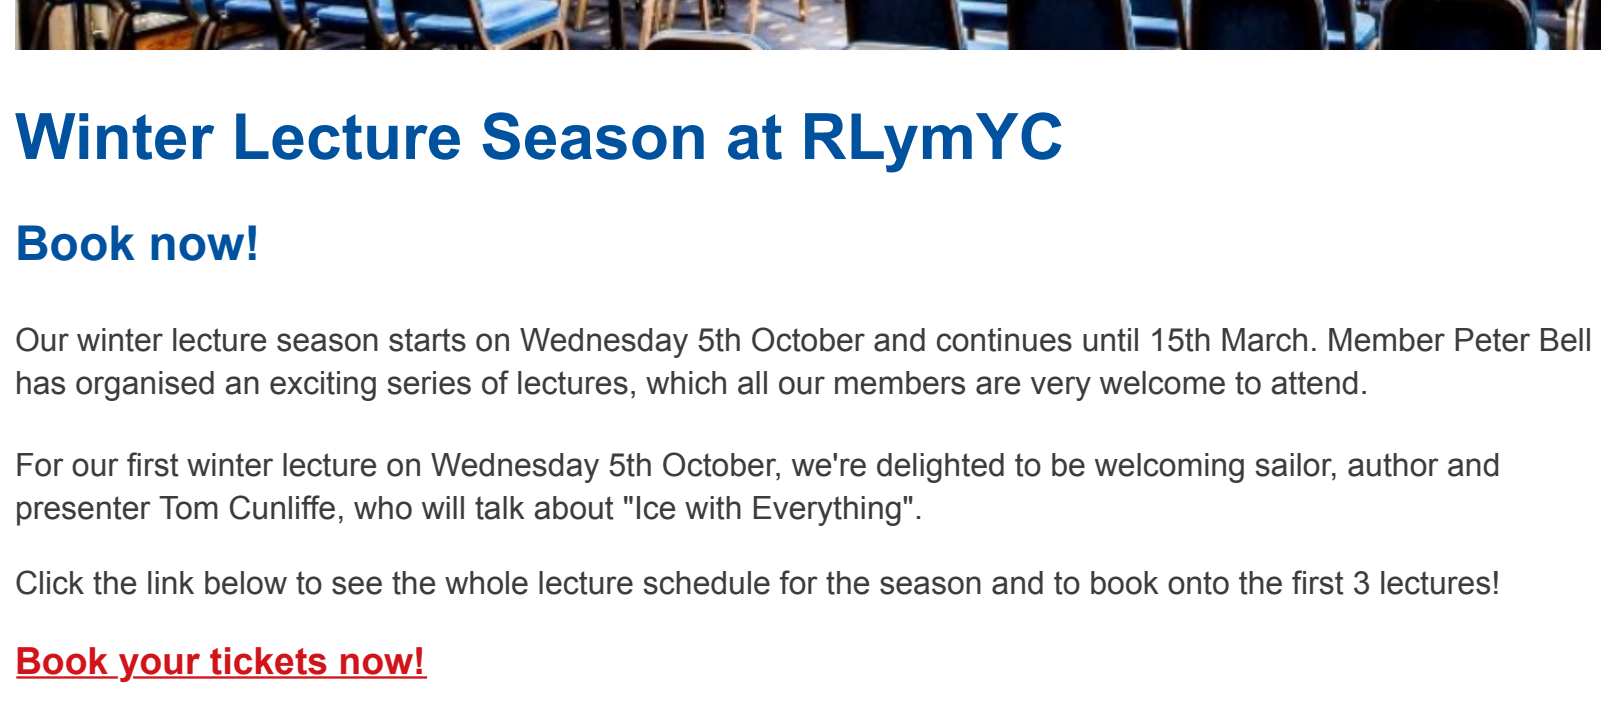 Winter Lecture Season at RLymYC
Book now!
Our winter lecture season starts on Wednesday 5th October and continues until 15th March. Member Peter Bell
has organised an exciting series of lectures, which all our members are very welcome to attend.
For our first winter lecture on Wednesday 5th October, we're delighted to be welcoming sailor, author and
presenter Tom Cunliffe, who will talk about "Ice with Everything".
Click the link below to see the whole lecture schedule for the season and to book onto the first 3 lectures!
Book your tickets now!